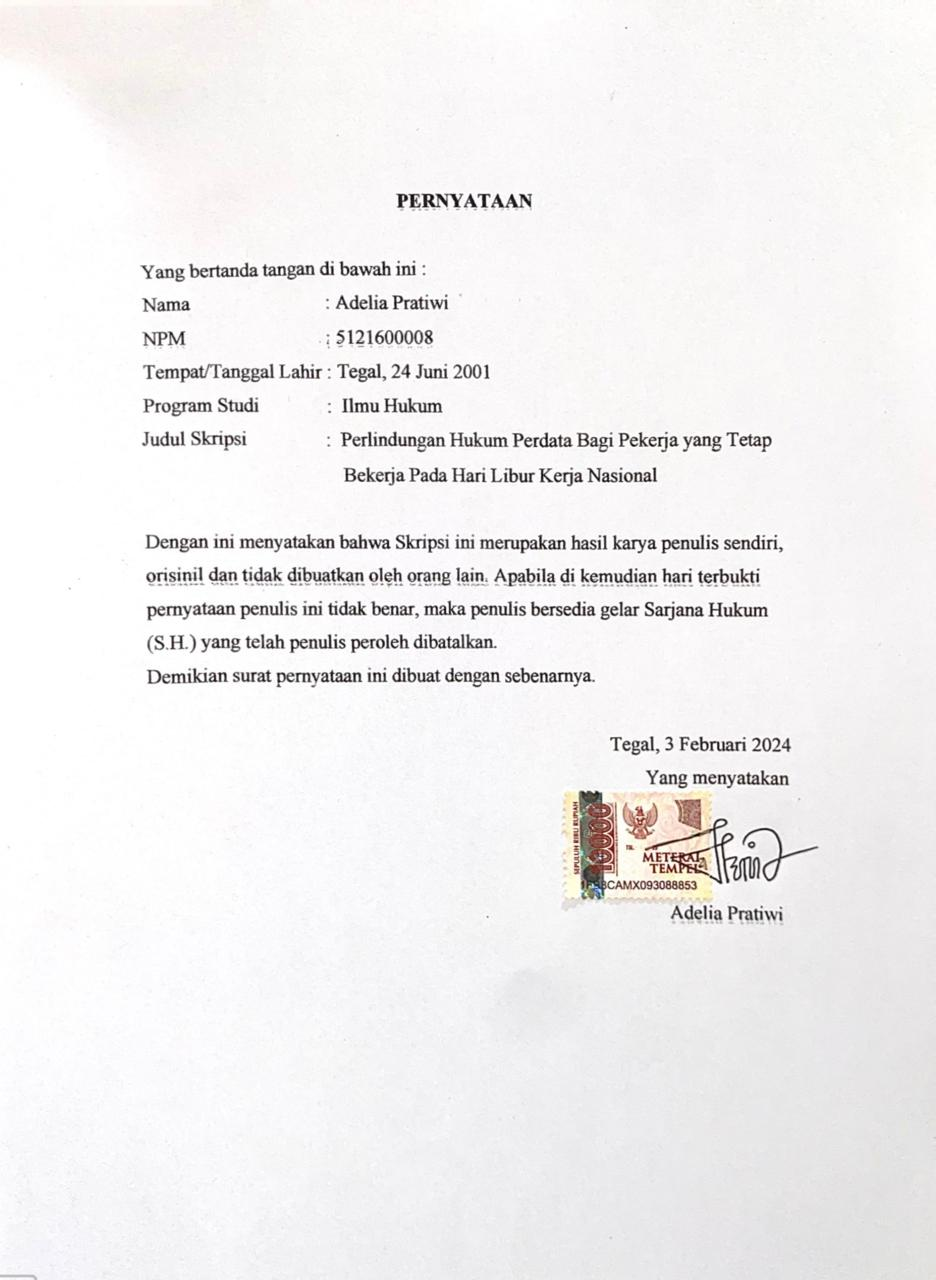 PERNYATAAN
Yang bertanda tangan di bawah ini :
Nama : Adelia Pratiwi
NPM : 5121600008
Tempat/Tanggal Lahir : Tegal, 24 Juni 2001
Program Studi : Ilmu Hukum
Judul Skripsi : Perlindungan Hukum Perdata Bagi Pekerja yang Tetap
Bekerja Pada Hari Libur Kerja Nasional
Dengan ini menyatakan bahwa Skripsi ini merupakan hasil karya penulis sendiri,
orisinil dan tidak dibuatkan oleh orang lain. Apabila di kemudian hari terbukti
pernyataan penulis ini tidak benar, maka penulis bersedia gelar Sarjana Hukum
(S.H.) yang telah penulis peroleh dibatalkan.
Demikian surat pernyataan ini dibuat dengan sebenarnya.
Tegal, 3 Februari 2024
Yang menyatakan
SEPULUH RIBU RUPIAH
10000
TGL.
METERAI
TEMPEL
CAMX093088853
Adelia Pratiwi